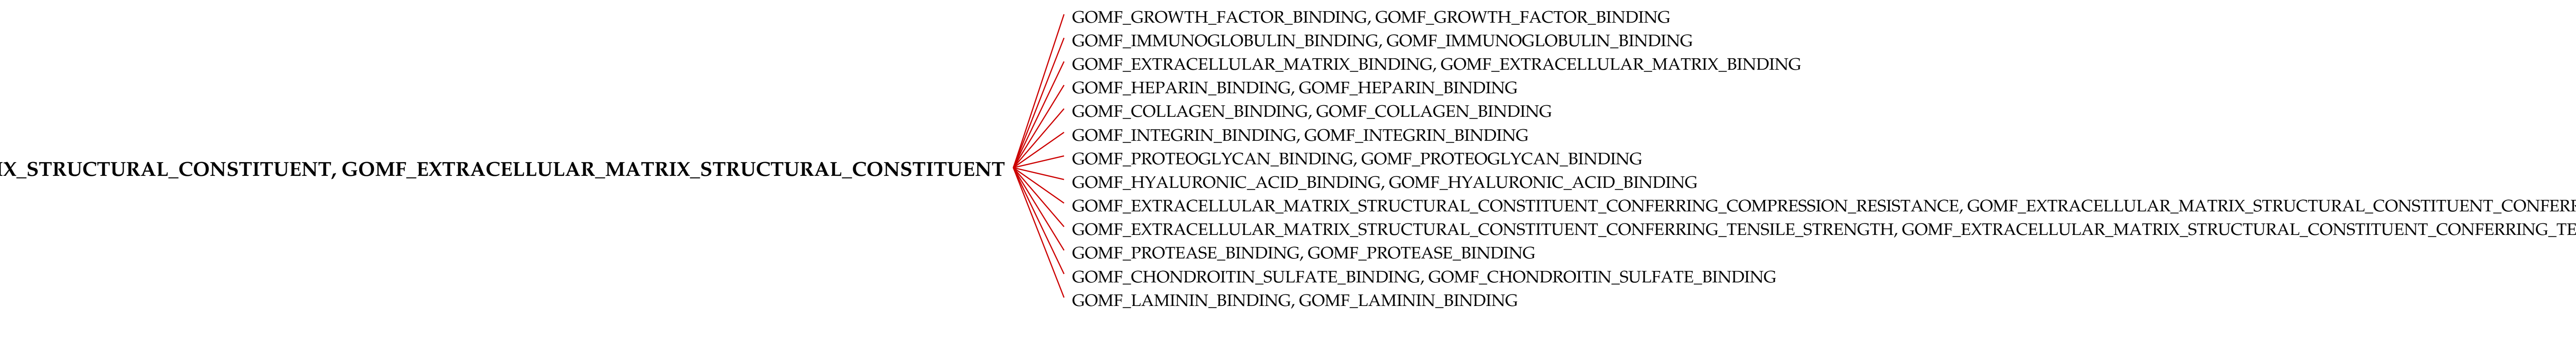 GOMF_GROWTH_FACTOR_BINDING, GOMF_GROWTH_FACTOR_BINDING
GOMF_IMMUNOGLOBULIN_BINDING, GOMF_IMMUNOGLOBULIN_BINDING
GOMF_EXTRACELLULAR_MATRIX_BINDING, GOMF_EXTRACELLULAR_MATRIX_BINDING
GOMF_HEPARIN_BINDING, GOMF_HEPARIN_BINDING
GOMF_COLLAGEN_BINDING, GOMF_COLLAGEN_BINDING
GOMF_INTEGRIN_BINDING, GOMF_INTEGRIN_BINDING
GOMF_PROTEOGLYCAN_BINDING, GOMF_PROTEOGLYCAN_BINDING
IX_STRUCTURAL_CONSTITUENT, GOMF_EXTRACELLULAR_MATRIX_STRUCTURAL_CONSTITUENT
GOMF_HYALURONIC_ACID_BINDING, GOMF_HYALURONIC_ACID_BINDING
GOMF_EXTRACELLULAR_MATRIX_STRUCTURAL_CONSTITUENT_CONFERRING_COMPRESSION_RESISTANCE, GOMF_EXTRACELLULAR_MATRIX_STRUCTURAL_CONSTITUENT_CONFERR
GOMF_EXTRACELLULAR_MATRIX_STRUCTURAL_CONSTITUENT_CONFERRING_TENSILE_STRENGTH, GOMF_EXTRACELLULAR_MATRIX_STRUCTURAL_CONSTITUENT_CONFERRING_TE
GOMF_PROTEASE_BINDING, GOMF_PROTEASE_BINDING
GOMF_CHONDROITIN_SULFATE_BINDING, GOMF_CHONDROITIN_SULFATE_BINDING
GOMF_LAMININ_BINDING, GOMF_LAMININ_BINDING